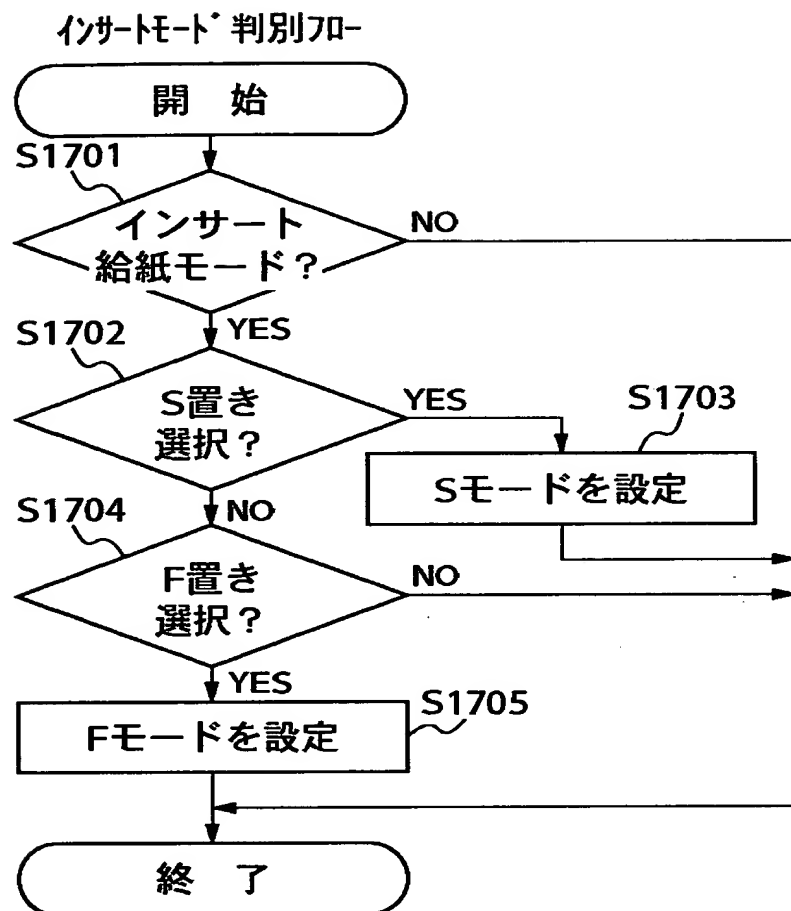 インサートモード判別フロー
開 始
S1701
インサート
給紙モード？
NO
YES
S1702
S置き
選択？
YES
S1703
Sモードを設定
NO
S1704
F置き
選択？
NO
YES
S1705
Fモードを設定
終 了